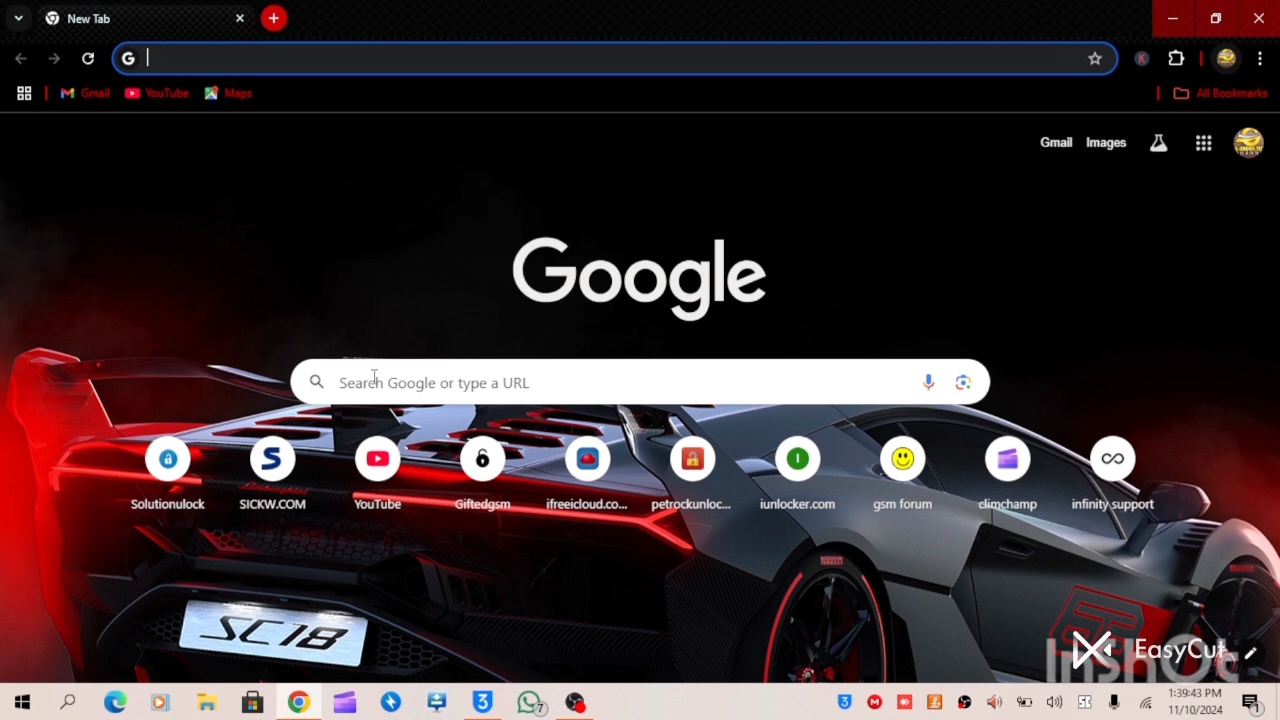 New Tab
Gmail YouTube Maps
All Bookmarks
Gmail Images
Google
Search Google or type a URL
Solutionulock SICKW.COM YouTube Giftedgsm ifreeicloud.co... petrockunloc... iunlocker.com gsm forum climchamp infinity support
SC18
InShOt
EasyCut
1:39:43 PM
11/10/2024